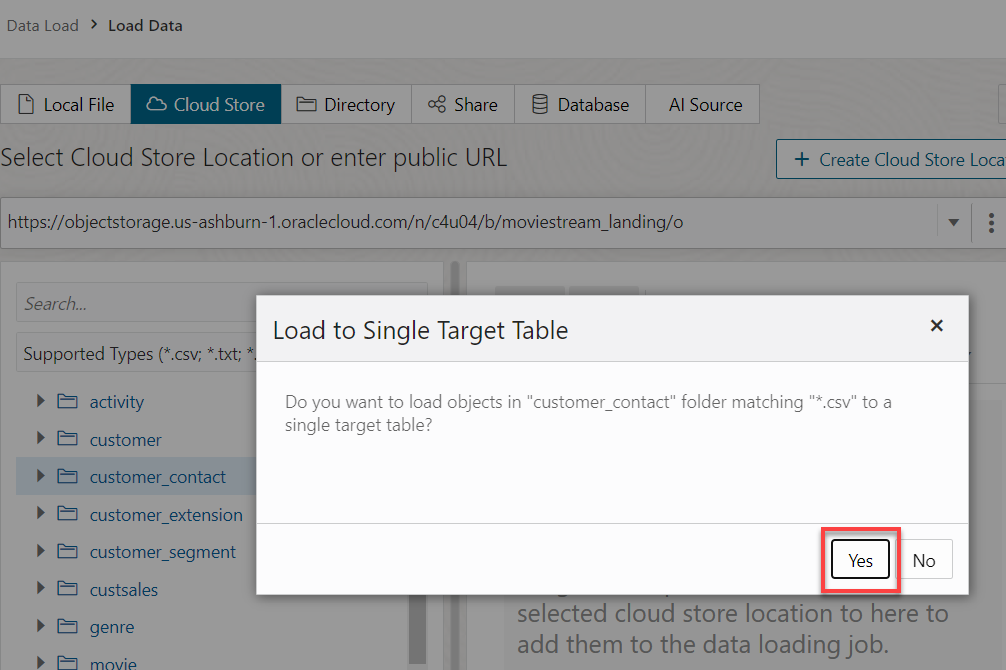 Data Load > Load Data
Local File
Cloud Store
Directory
Share
Database
AI Source
Select Cloud Store Location or enter public URL
+ Create Cloud Store Loca
https://objectstorage.us-ashburn-1.oraclecloud.com/n/c4u04/b/moviestream_landing/o
Search...
Supported Types (*.csv; *.txt; *.
activity
customer
customer_contact
customer_extension
customer_segment
custsales
genre
movie
Load to Single Target Table
Do you want to load objects in "customer_contact" folder matching "*.csv" to a
single target table?
Yes
No
selected cloud store location to here to
add them to the data loading job.